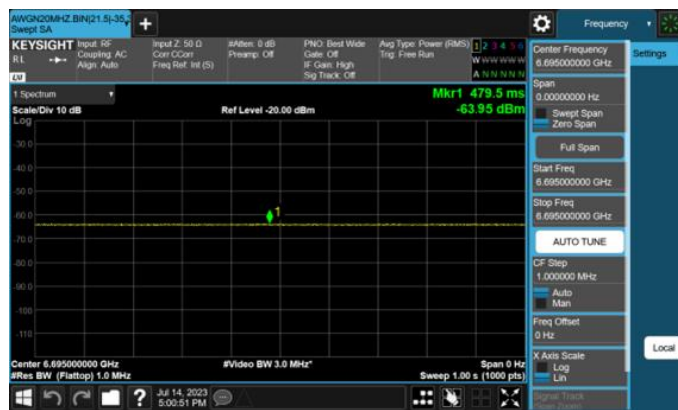 AWGN20MHZ.BIN|21.5|-35.3
Swept SA
KEYSIGHT
RL
Input: RF
Coupling: AC
Align: Auto
Input Z: 50 Ω
Corr CCorr
Freq Ref: Int (S)
#Atten: 0 dB
Preamp: Off
PNO: Best Wide
Gate: Off
IF Gain: High
Sig Track: Off
Avg Type: Power (RMS)
Trig: Free Run
1 2 3 4 5 6
W W W W W W
A N N N N N
LW
1 Spectrum
Scale/Div 10 dB
Log
Ref Level -20.00 dBm
Mkr1 479.5 ms
-63.95 dBm
-30.0
-40.0
-50.0
-60.0
-70.0
-80.0
-90.0
-100
-110
1
Center 6.695000000 GHz
#Res BW (Flattop) 1.0 MHz
#Video BW 3.0 MHz*
Span 0 Hz
Sweep 1.00 s (1000 pts)
?
Jul 14, 2023
5:00:51 PM
Frequency
Settings
Center Frequency
6.695000000 GHz
Span
0.00000000 Hz
Swept Span
Zero Span
Full Span
Start Freq
6.695000000 GHz
Stop Freq
6.695000000 GHz
AUTO TUNE
CF Step
1.000000 MHz
Auto
Man
Freq Offset
0 Hz
X Axis Scale
Log
Lin
Signal Track
Local